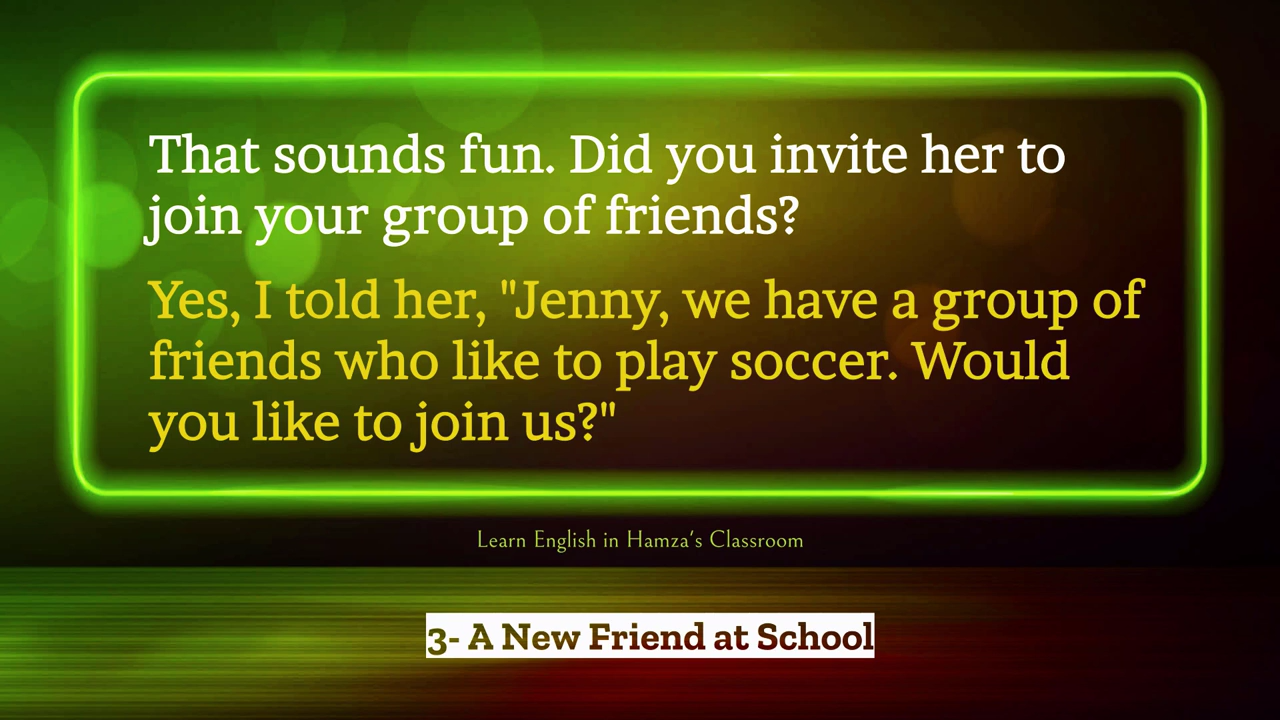 That sounds fun. Did you invite her to
join your group of friends?
Yes, I told her, "Jenny, we have a group of
friends who like to play soccer. Would
you like to join us?"
Learn English in Hamza's Classroom
3- A New Friend at School